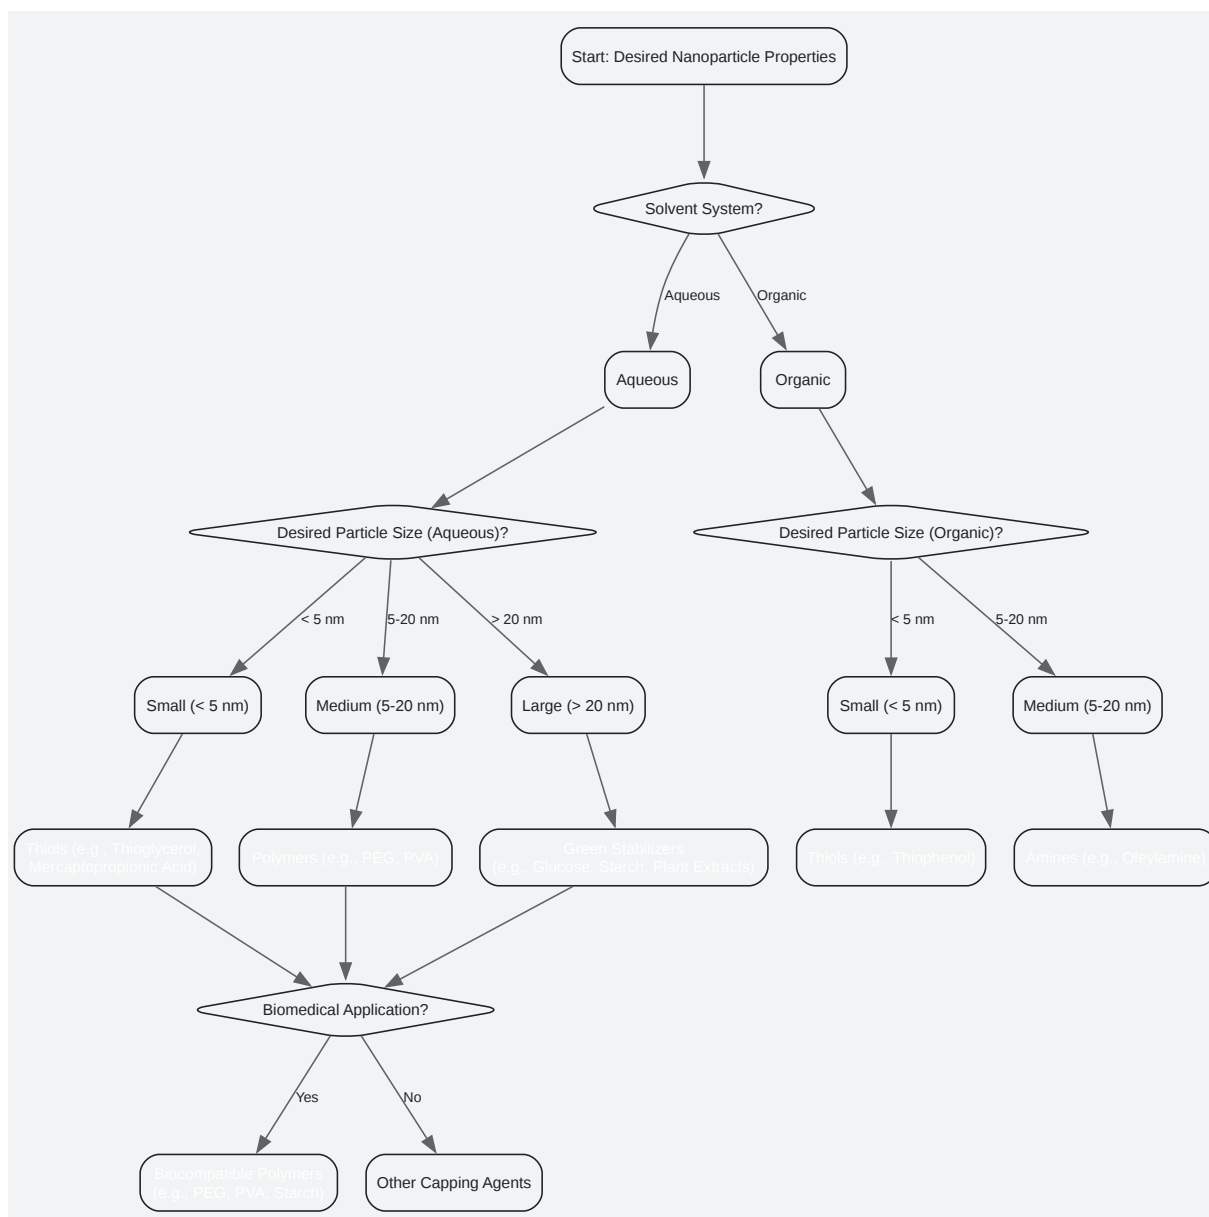 Start: Desired Nanoparticle Properties
Solvent System?
Aqueous
Organic
Aqueous
Organic
Desired Particle Size (Aqueous)?
Desired Particle Size (Organic)?
< 5 nm
5-20 nm
> 20 nm
< 5 nm
5-20 nm
Small (< 5 nm)
Medium (5-20 nm)
Large (> 20 nm)
Small (< 5 nm)
Medium (5-20 nm)
Thiols (e.g., Thioglycerol,
Mercaptopropionic Acid)
Polymers (e.g., PEG, PVA)
Green Stabilizers
(e.g., Glucose, Starch, Plant Extracts)
Thiols (e.g., Thiophenol)
Amines (e.g., Oleylamine)
Biomedical Application?
Yes
No
Biocompatible Polymers
(e.g., PEG, PVA, Starch)
Other Capping Agents